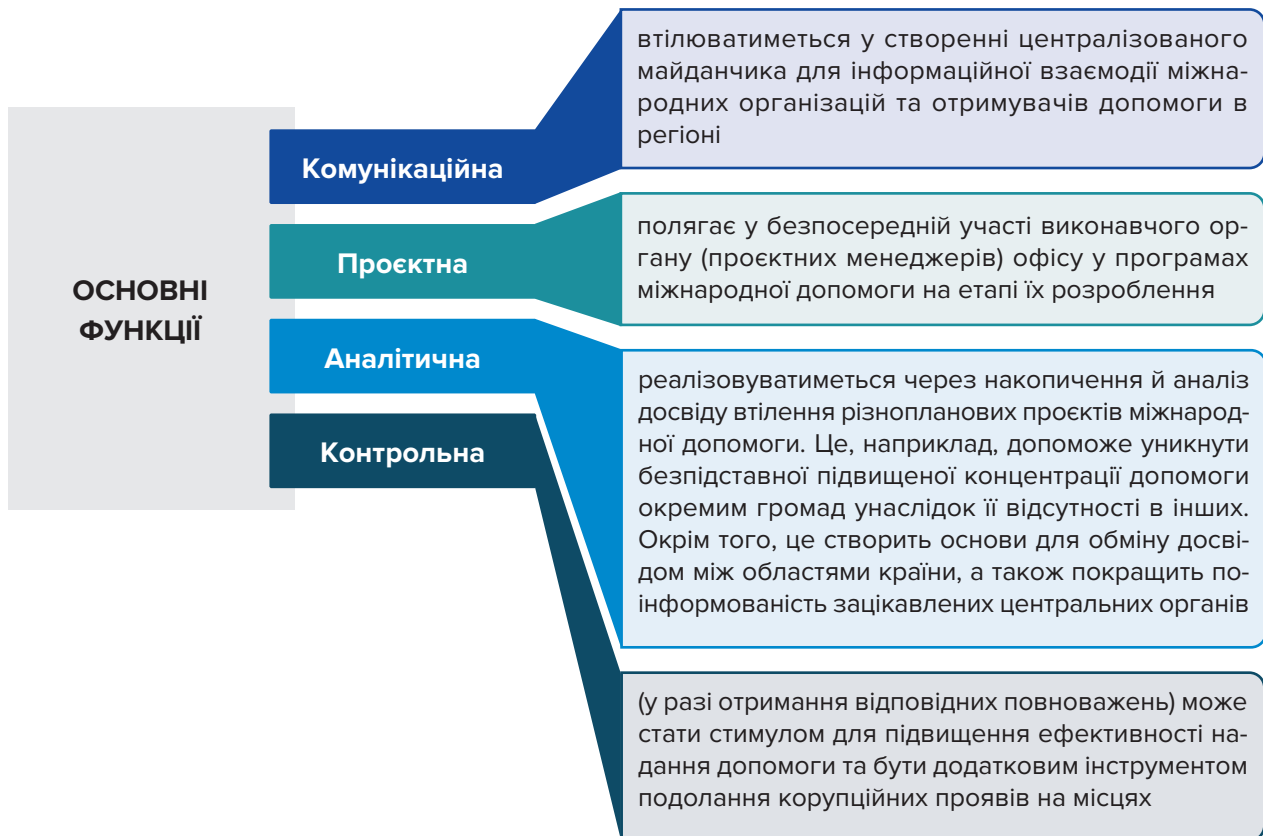 ОСНОВНІ
ФУНКЦІЇ
Комунікаційна
втілюватиметься у створенні централізованого
майданчика для інформаційної взаємодії міжна-
родних організацій та отримувачів допомоги в
регіоні
Проєктна
полягає у безпосередній участі виконавчого ор-
гану (проєктних менеджерів) офісу у програмах
міжнародної допомоги на етапі їх розроблення
Аналітична
реалізовуватиметься через накопичення й аналіз
досвіду втілення різнопланових проєктів міжнарод-
ної допомоги. Це, наприклад, допоможе уникнути
безпідставної підвищеної концентрації допомоги
окремим громад унаслідок її відсутності в інших.
Окрім того, це створить основи для обміну досві-
дом між областями країни, а також покращить по-
інформованість зацікавлених центральних органів
Контрольна
(у разі отримання відповідних повноважень) може
стати стимулом для підвищення ефективності на-
дання допомоги та бути додатковим інструментом
подолання корупційних проявів на місцях